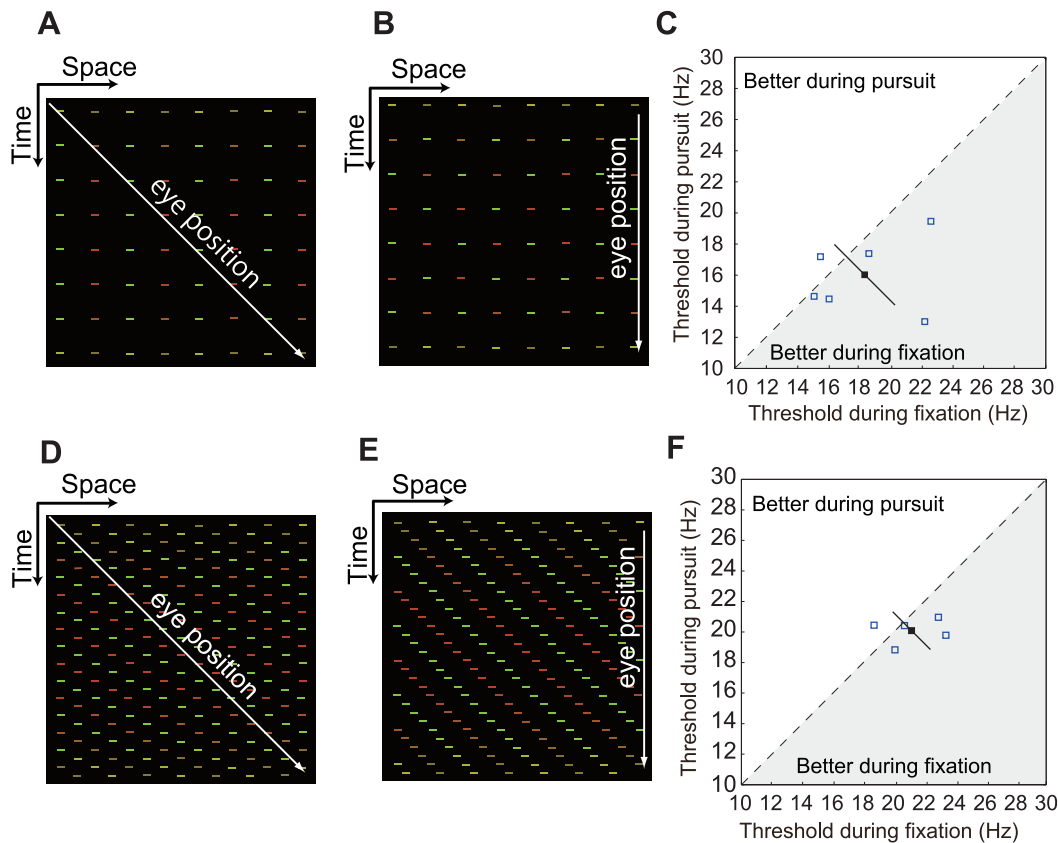 A
Space
Time
eye position
B
Space
Time
eye position
C
30
28
26
24
22
20
18
16
14
12
10
Threshold during pursuit (Hz)
Better during pursuit
Better during fixation
10 12 14 16 18 20 22 24 26 28 30
Threshold during fixation (Hz)
D
Space
Time
eye position
E
Space
Time
eye position
F
30
28
26
24
22
20
18
16
14
12
10
Threshold during pursuit (Hz)
Better during pursuit
Better during fixation
10 12 14 16 18 20 22 24 26 28 30
Threshold during fixation (Hz)